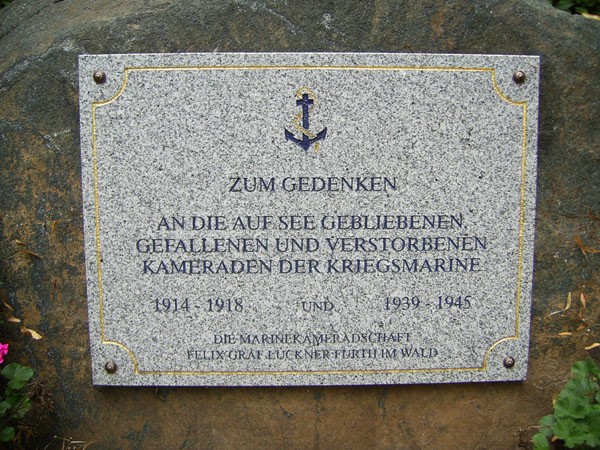 ZUM GEDENKEN
AN DIE AUF SEE GEBLIEBENEN,
GEFALLENEN UND VERSTORBENEN
KAMERADEN DER KRIEGSMARINE
1914 - 1918 UND 1939 - 1945
DIE MARINEKAMERADSCHAFT
FELIX GRAF LUCKNER FÜRTH IM WALD